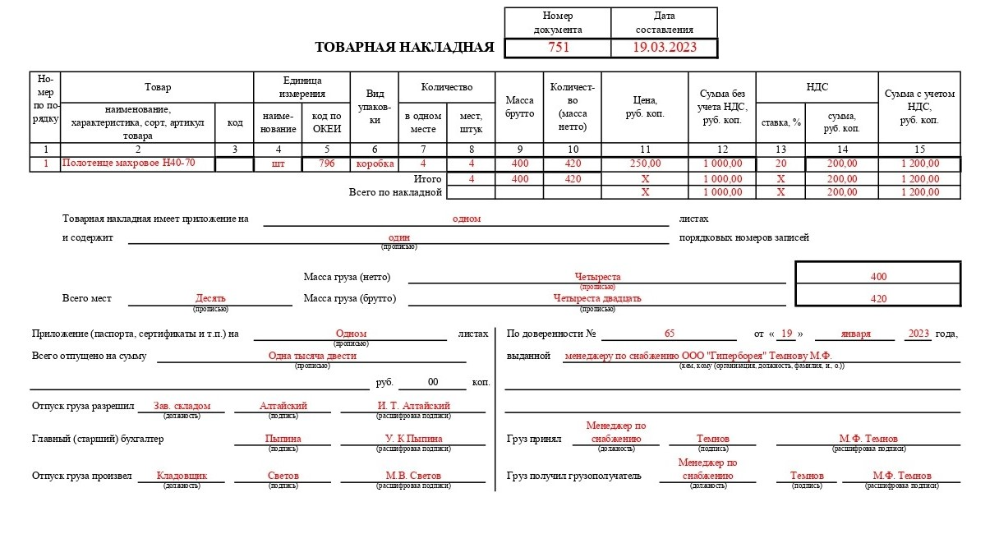 Номер документа
Дата составления
ТОВАРНАЯ НАКЛАДНАЯ 751 19.03.2023
Но-
мер
по по-
рядку
Товар
Единица
измерения
Вид
упаков-
ки
Количество
Масса
брутто
Количест-
во
(масса
нетто)
Цена,
руб. коп.
Сумма без
учета НДС,
руб. коп.
НДС
Сумма с учетом
НДС,
руб. коп.
наименование,
характеристика, сорт, артикул
товара
код
наиме-
нование
код по
ОКЕИ
в одном
месте
мест,
штук
ставка, %
сумма,
руб. коп.
1 2 3 4 5 6 7 8 9 10 11 12 13 14 15
1 Полотенце махровое Н40-70 шт 796 коробка 4 4 400 420 250,00 1 000,00 20 200,00 1 200,00
Итого 4 400 420 Х 1 000,00 Х 200,00 1 200,00
Всего по накладной Х 1 000,00 Х 200,00 1 200,00
Товарная накладная имеет приложение на одном листах
и содержит один порядковых номеров записей
(прописью)
Масса груза (нетто) Четыреста 400
(прописью)
Всего мест Десять Масса груза (брутто) Четыреста двадцать 420
(прописью) (прописью)
Приложение (паспорта, сертификаты и т.п.) на Одном листах
(прописью)
Всего отпущено на сумму Одна тысяча двести
(прописью)
руб. 00 коп.
Отпуск груза разрешил Зав. складом Алтайский И. Т. Алтайский
(должность) (подпись) (расшифровка подписи)
Главный (старший) бухгалтер Пыпина У. К Пыпина
(подпись) (расшифровка подписи)
Отпуск груза произвел Кладовщик Светов М.В. Светов
(должность) (подпись) (расшифровка подписи)
По доверенности № 65 от « 19 » января 2023 года,
выданной менеджеру по снабжению ООО "Гиперборея" Темнову М.Ф.
(кем, кому (организация, должность, фамилия, и., о.))
Менеджер по
Груз принял снабжению Темнов М.Ф. Темнов
(должность) (подпись) (расшифровка подписи)
Менеджер по
Груз получил грузополучатель снабжению Темнов М.Ф. Темнов
(должность) (подпись) (расшифровка подписи)